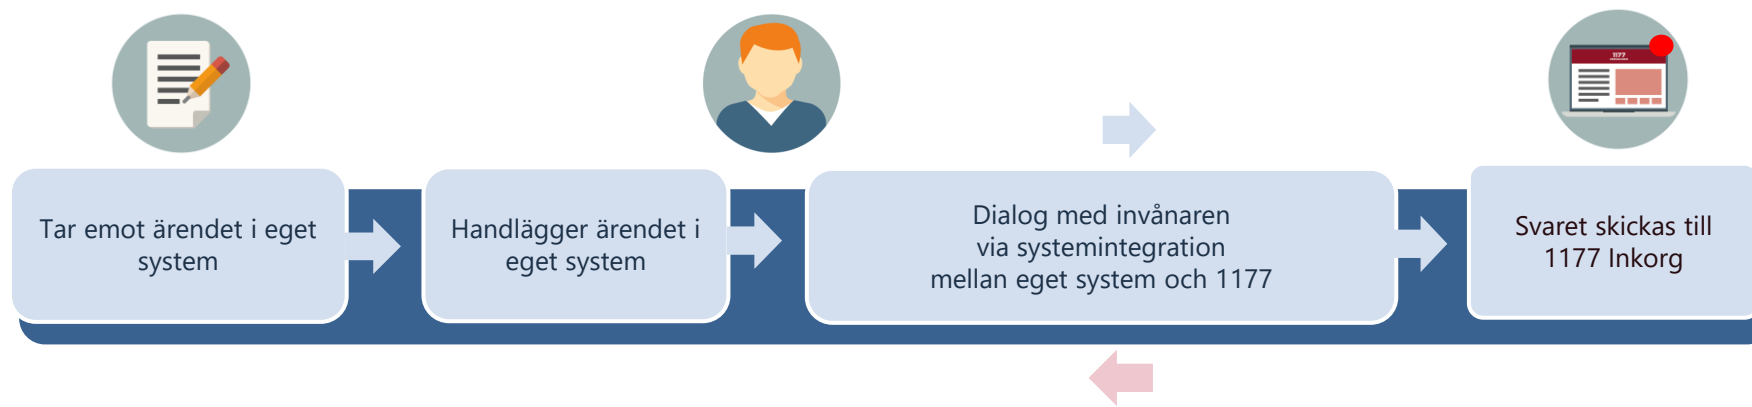 1177
Tar emot ärendet i eget
system
Handlägger ärendet i
eget system
Dialog med invånaren
via systemintegration
mellan eget system och 1177
Svaret skickas till
1177 Inkorg